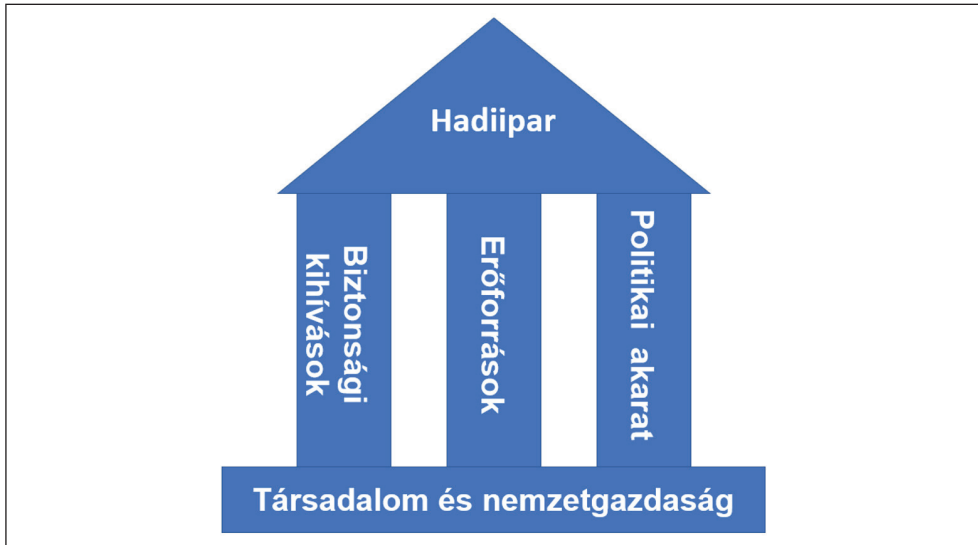 Hadiipar
Biztonsági
kihívások
Erőforrások
Politikai akarat
Társadalom és nemzetgazdaság